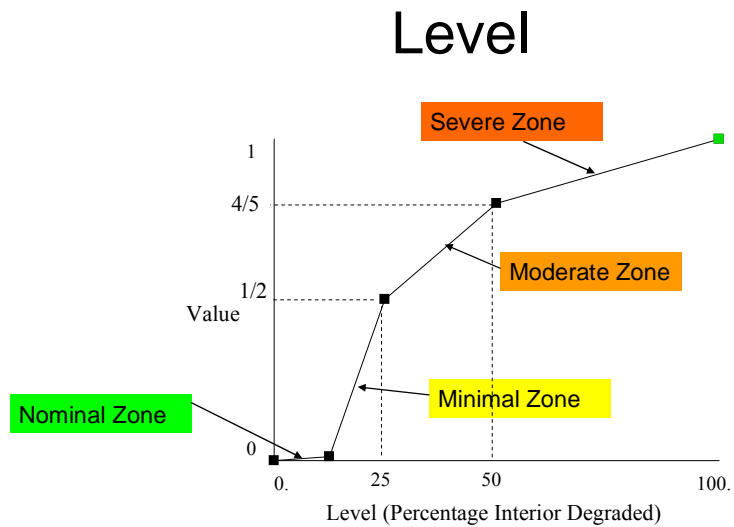 Level
Severe Zone
1
4/5
Moderate Zone
1/2
Value
Minimal Zone
Nominal Zone
0
0.
25
50
100.
Level (Percentage Interior Degraded)